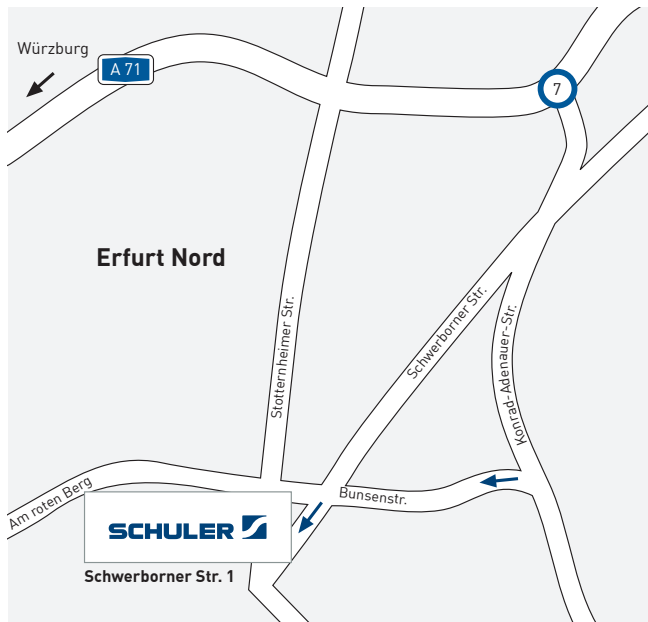 Würzburg
A 71
7
Erfurt Nord
Stotternheimer Str.
Schwerborner Str.
Konrad-Adenauer-Str.
Am roten Berg
Bunsenstr.
SCHULER
Schwerborner Str. 1